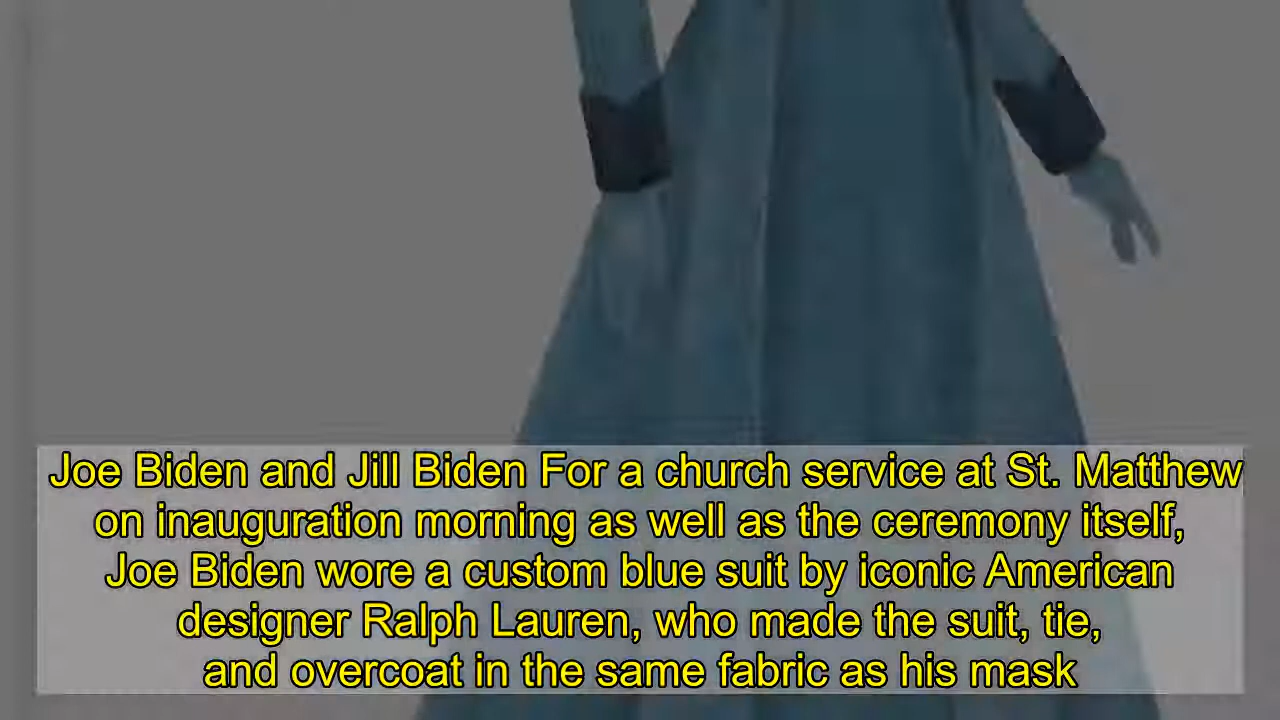 Joe Biden and Jill Biden For a church service at St. Matthew
on inauguration morning as well as the ceremony itself,
Joe Biden wore a custom blue suit by iconic American
designer Ralph Lauren, who made the suit, tie,
and overcoat in the same fabric as his mask